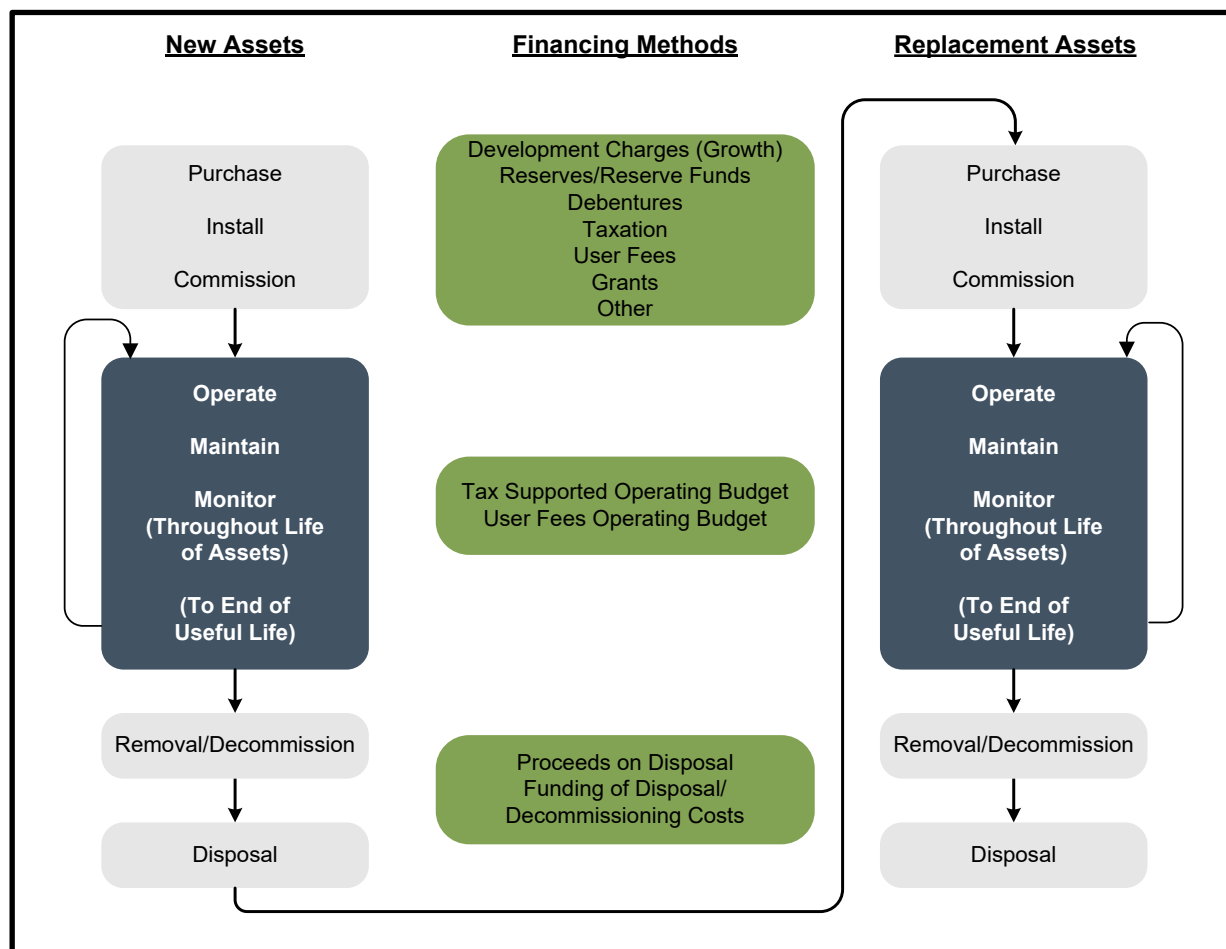 New Assets
Financing Methods
Replacement Assets
Purchase
Install
Commission
Operate
Maintain
Monitor
(Throughout Life
of Assets)
(To End of
Useful Life)
Removal/Decommission
Disposal
Development Charges (Growth)
Reserves/Reserve Funds
Debentures
Taxation
User Fees
Grants
Other
Tax Supported Operating Budget
User Fees Operating Budget
Proceeds on Disposal
Funding of Disposal/
Decommissioning Costs
Purchase
Install
Commission
Operate
Maintain
Monitor
(Throughout Life
of Assets)
(To End of
Useful Life)
Removal/Decommission
Disposal